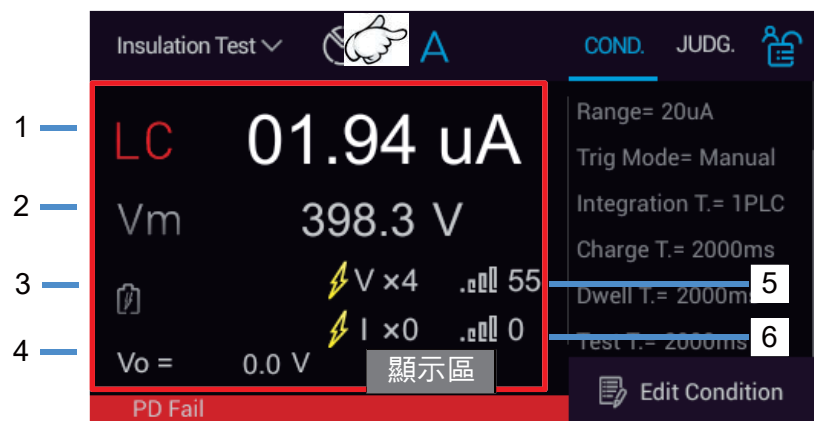 Insulation Test A COND. JUDG.
1 LC 01.94 uA Range= 20uA
Trig Mode= Manual
2 Vm 398.3 V Integration T.= 1PLC
Charge T.= 2000ms
3 V ×4 55 Dwell T.= 2000ms 5
I ×0 0 Test T.= 2000ms 6
4 Vo = 0.0 V 顯示區
Edit Condition
PD Fail